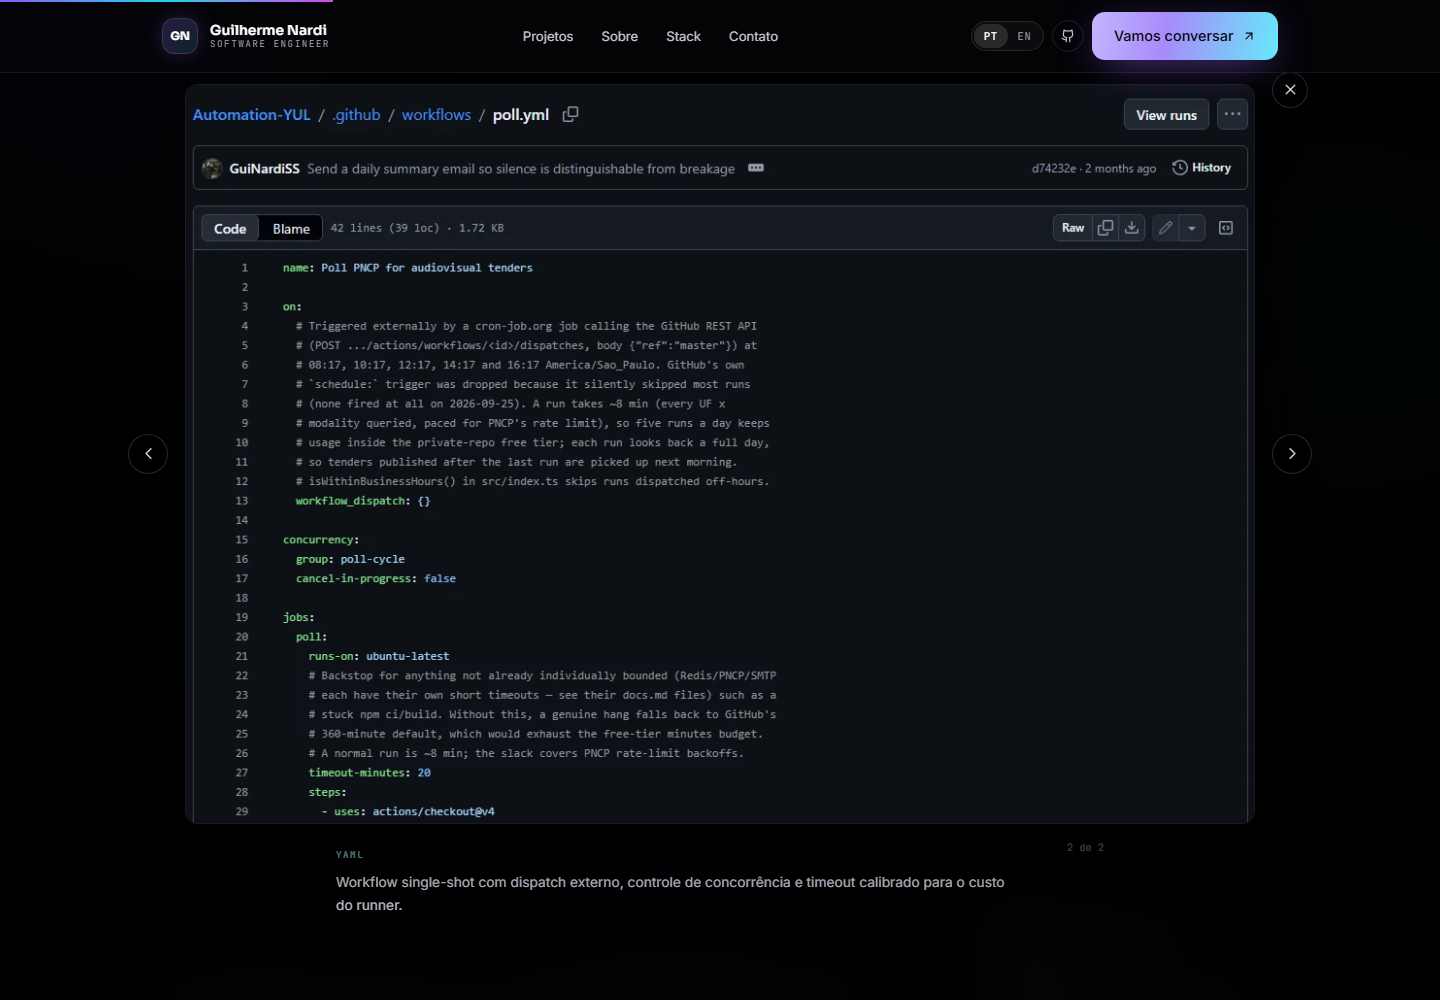 GN
Guilherme Nardi
SOFTWARE ENGINEER
Projetos
Sobre
Stack
Contato
PT
EN
Vamos conversar
Automation-YUL / .github / workflows / poll.yml
View runs
GuiNardiSS Send a daily summary email so silence is distinguishable from breakage
d74232e · 2 months ago
History
Code
Blame
42 lines (39 loc) · 1.72 KB
Raw
1 name: Poll PNCP for audiovisual tenders
2
3 on:
4 # Triggered externally by a cron-job.org job calling the GitHub REST API
5 # (POST .../actions/workflows/<id>/dispatches, body {"ref":"master"}) at
6 # 08:17, 10:17, 12:17, 14:17 and 16:17 America/Sao_Paulo. GitHub's own
7 # `schedule:` trigger was dropped because it silently skipped most runs
8 # (none fired at all on 2026-09-25). A run takes ~8 min (every UF x
9 # modality queried, paced for PNCP's rate limit), so five runs a day keeps
10 # usage inside the private-repo free tier; each run looks back a full day,
11 # so tenders published after the last run are picked up next morning.
12 # isWithinBusinessHours() in src/index.ts skips runs dispatched off-hours.
13 workflow_dispatch: {}
14
15 concurrency:
16 group: poll-cycle
17 cancel-in-progress: false
18
19 jobs:
20 poll:
21 runs-on: ubuntu-latest
22 # Backstop for anything not already individually bounded (Redis/PNCP/SMTP
23 # each have their own short timeouts — see their docs.md files) such as a
24 # stuck npm ci/build. Without this, a genuine hang falls back to GitHub's
25 # 360-minute default, which would exhaust the free-tier minutes budget.
26 # A normal run is ~8 min; the slack covers PNCP rate-limit backoffs.
27 timeout-minutes: 20
28 steps:
29 - uses: actions/checkout@v4
YAML
2 de 2
Workflow single-shot com dispatch externo, controle de concorrência e timeout calibrado para o custo
do runner.